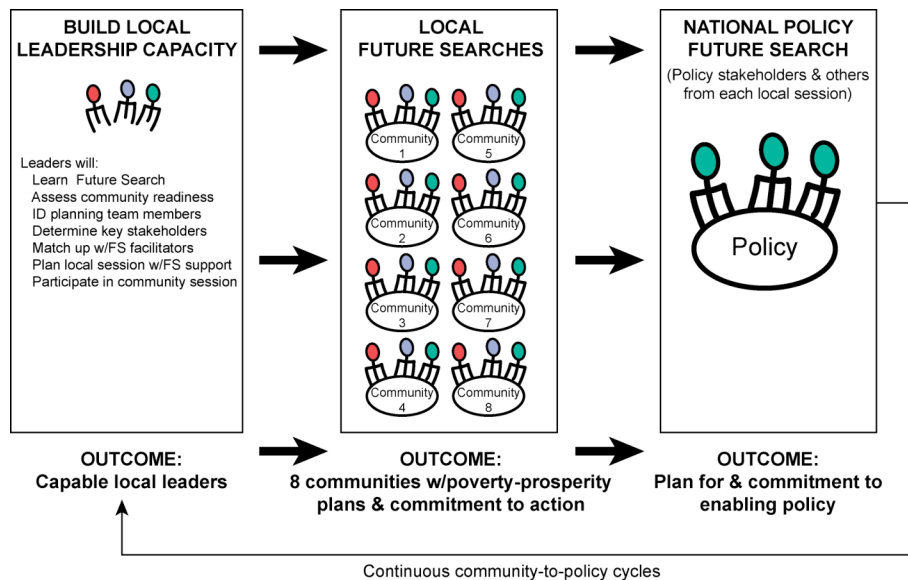 BUILD LOCAL
LEADERSHIP CAPACITY
Leaders will:
Learn Future Search
Assess community readiness
ID planning team members
Determine key stakeholders
Match up w/FS facilitators
Plan local session w/FS support
Participate in community session
OUTCOME:
Capable local leaders
LOCAL
FUTURE SEARCHES
Community
1
Community
5
Community
2
Community
6
Community
3
Community
7
Community
4
Community
8
OUTCOME:
8 communities w/poverty-prosperity
plans & commitment to action
NATIONAL POLICY
FUTURE SEARCH
(Policy stakeholders & others
from each local session)
Policy
OUTCOME:
Plan for & commitment to
enabling policy
Continuous community-to-policy cycles